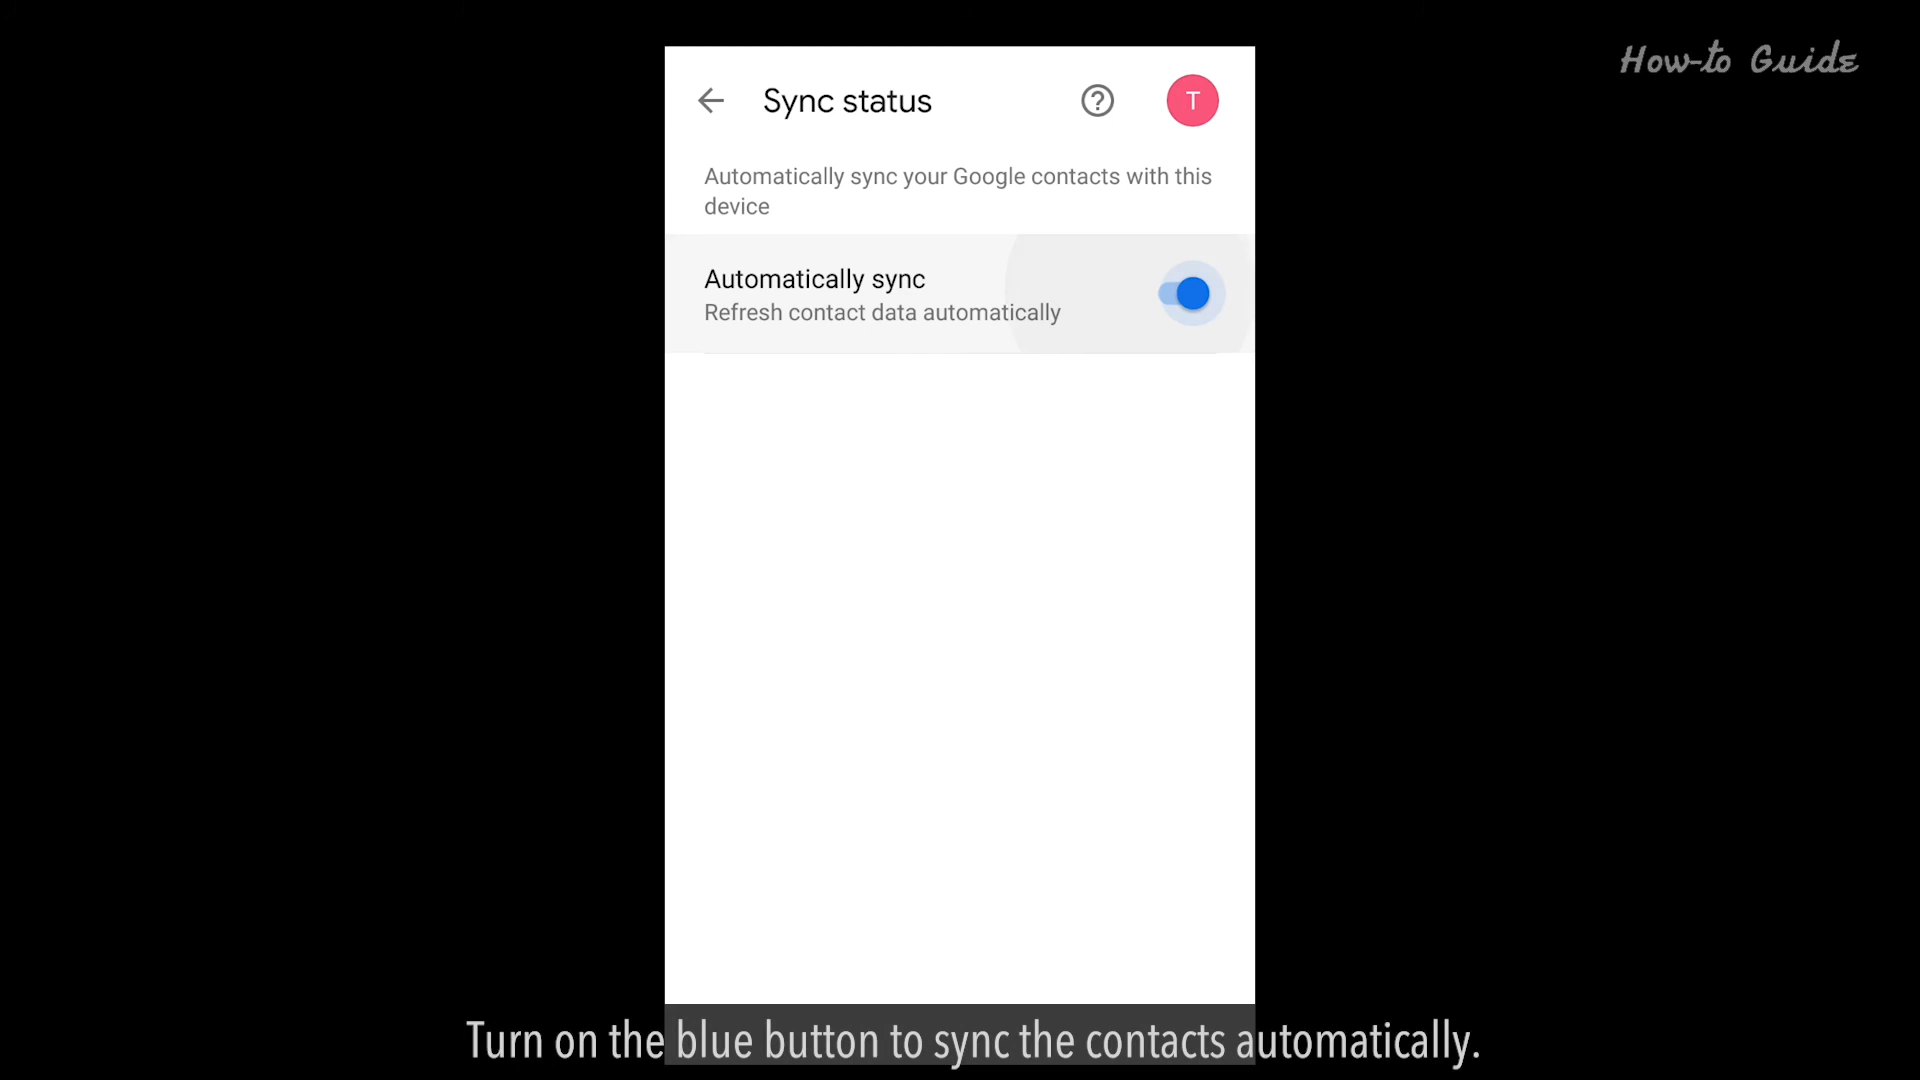 How-to Guide
Sync status
T
Automatically sync your Google contacts with this
device
Automatically sync
Refresh contact data automatically
Turn on the blue button to sync the contacts automatically.